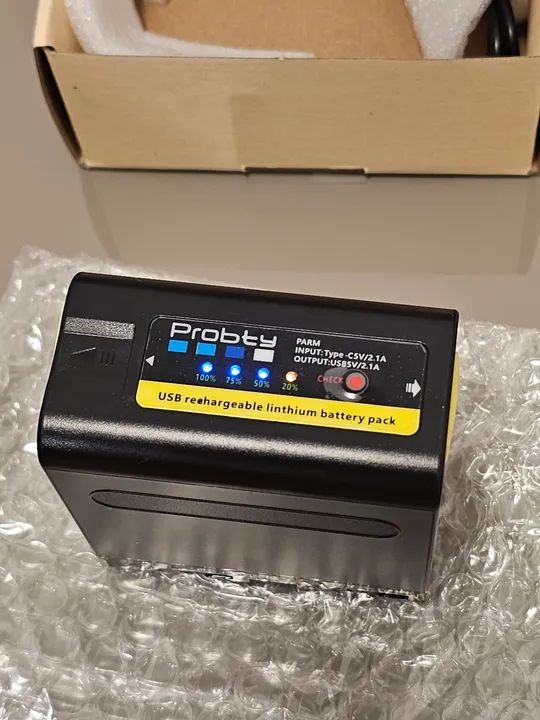 Probty
PARM
INPUT:Type-C5V/2.1A
OUTPUT:USB5V/2.1A
100% 75% 50% 20% CHECK
USB rechargeable linthium battery pack